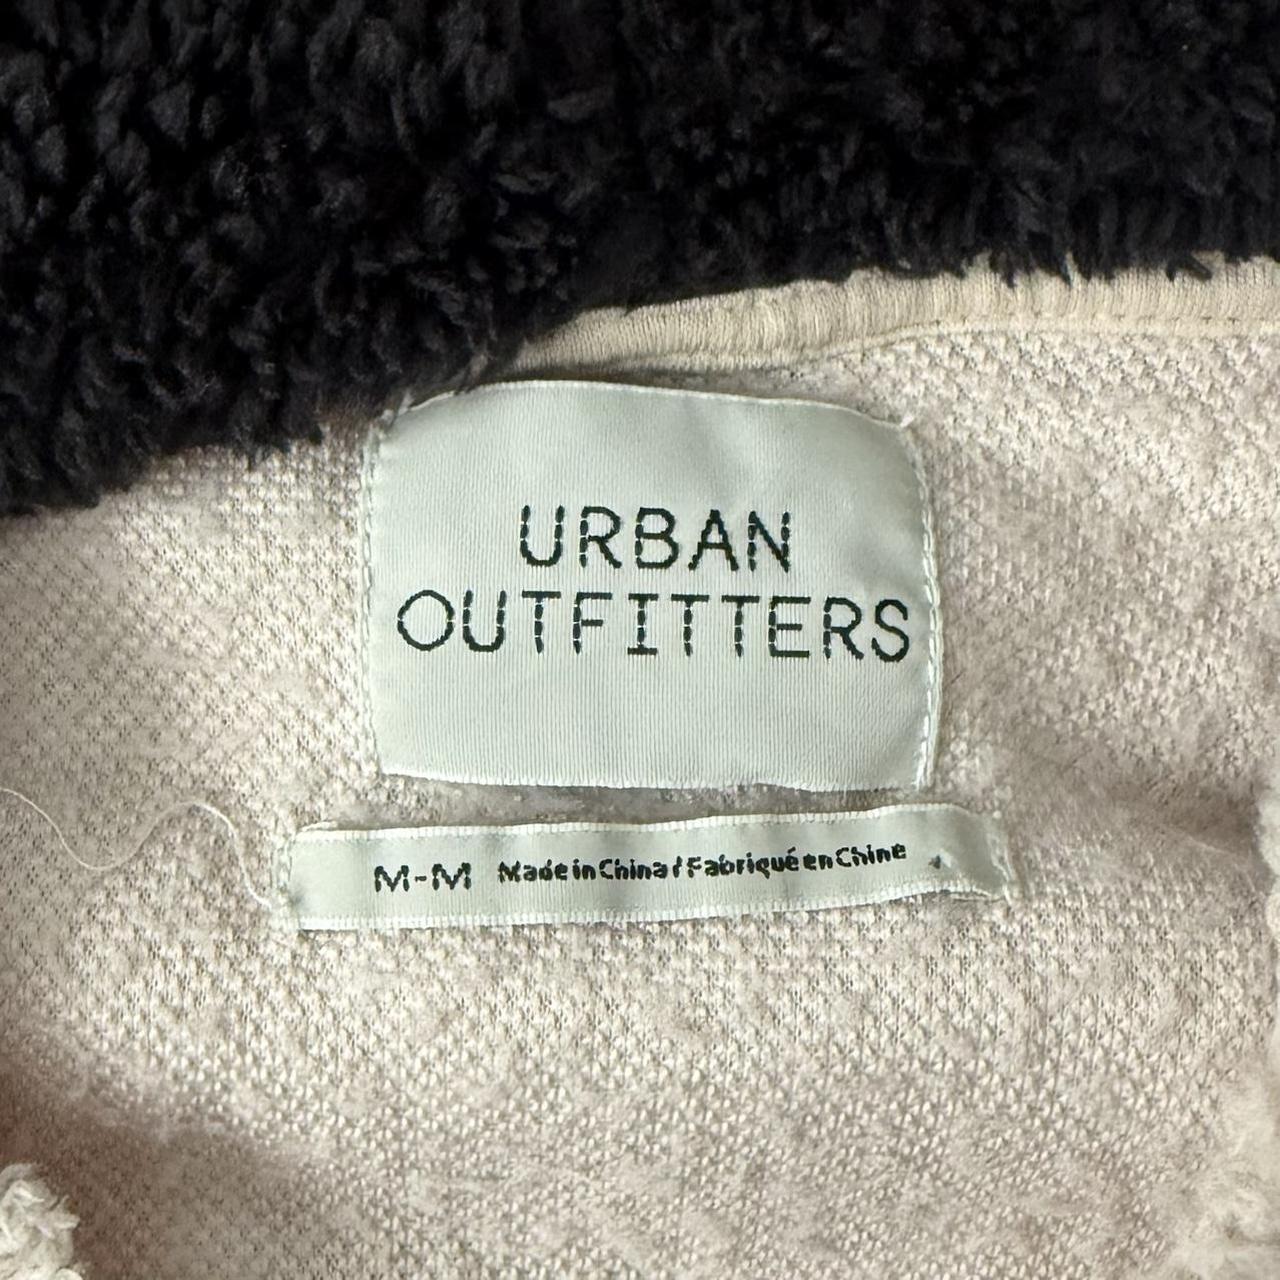 URBAN
OUTFITTERS
M-M Made in China / Fabriqué en Chine